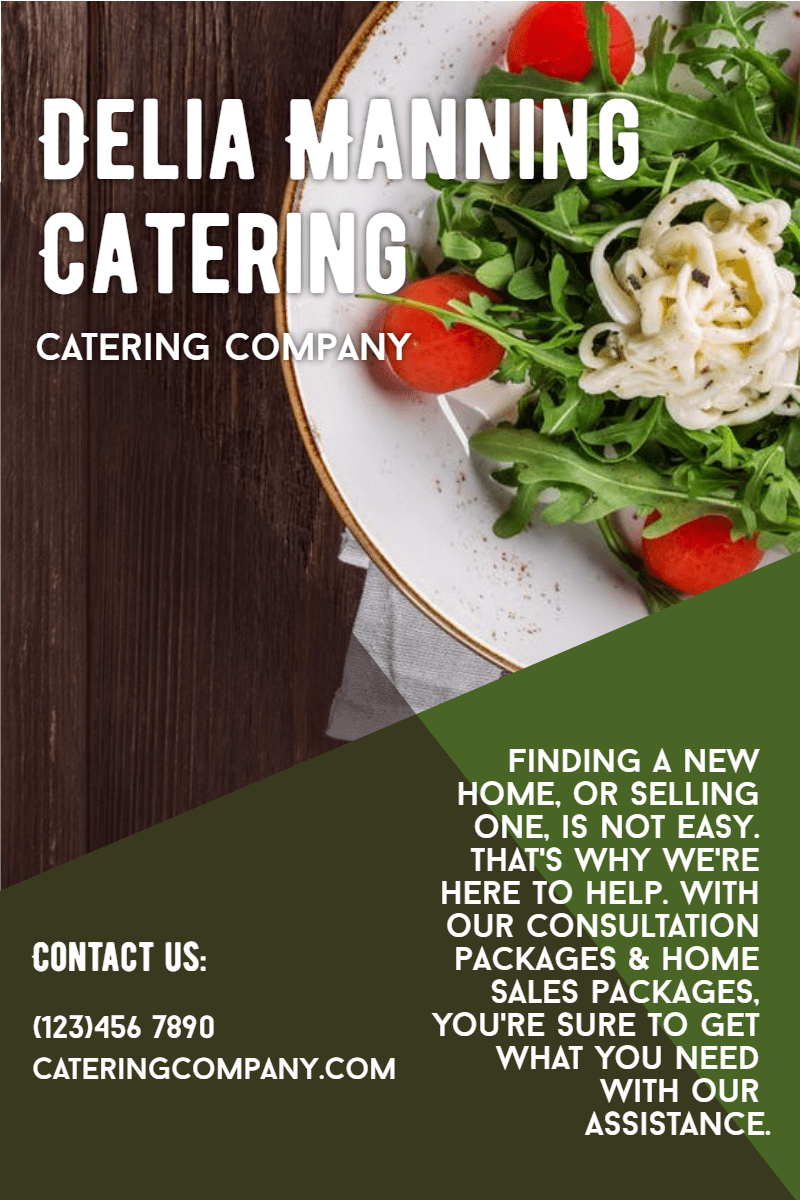 Delia Manning
Catering
CATERING COMPANY
FINDING A NEW
HOME, OR SELLING
ONE, IS NOT EASY.
THAT'S WHY WE'RE
HERE TO HELP. WITH
OUR CONSULTATION
PACKAGES & HOME
SALES PACKAGES,
YOU'RE SURE TO GET
WHAT YOU NEED
WITH OUR
ASSISTANCE.
Contact us:
(123)456 7890
CATERINGCOMPANY.COM